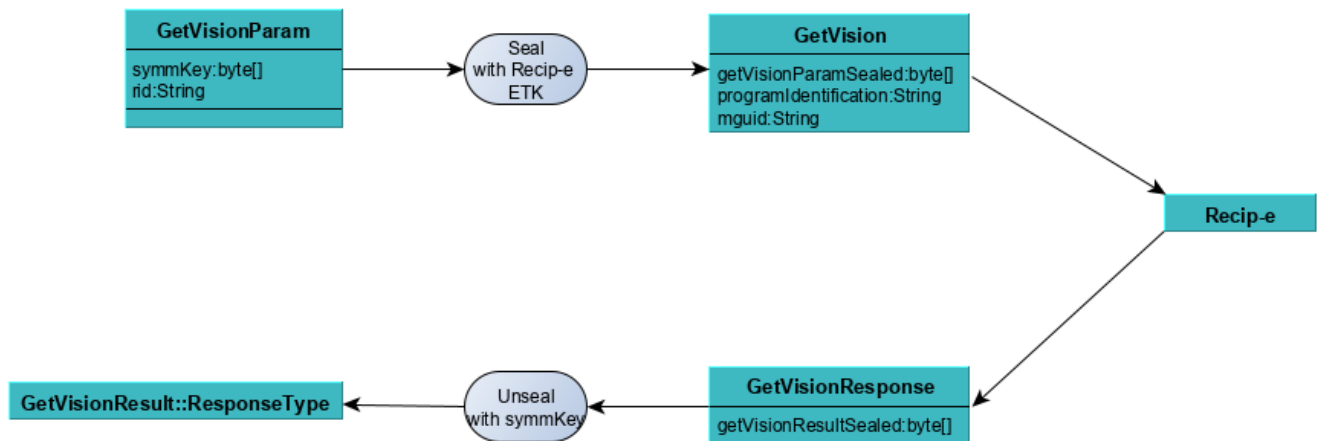 GetVisionParam
symmKey:byte[]
rid:String
Seal
with Recip-e
ETK
GetVision
getVisionParamSealed:byte[]
programIdentification:String
mguid:String
Recip-e
GetVisionResponse
getVisionResultSealed:byte[]
Unseal
with symmKey
GetVisionResult::ResponseType